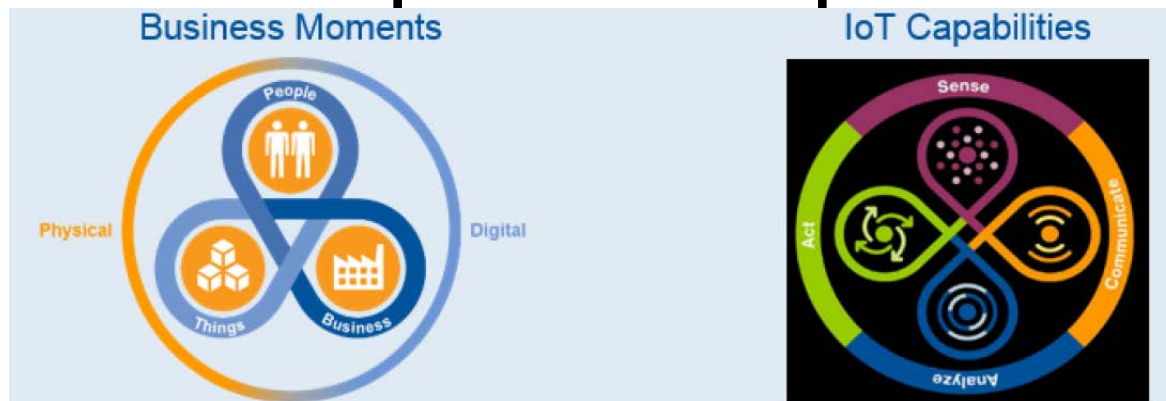 Business Moments
People
Physical
Digital
Things
Business
IoT Capabilities
Sense
Act
Communicate
Analyze